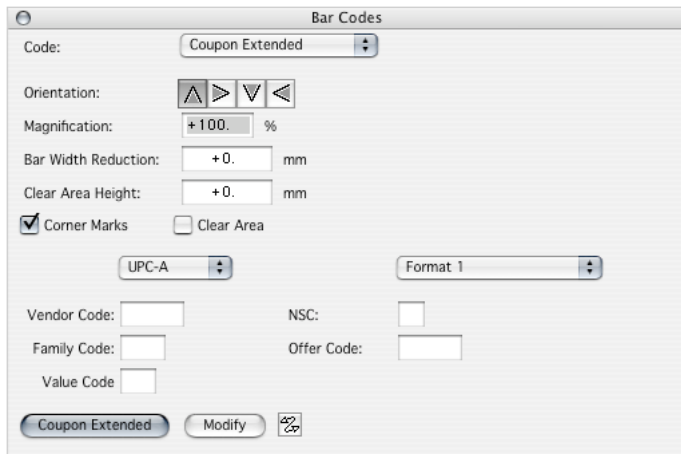 Bar Codes
Code: Coupon Extended
Orientation:
Magnification: +100. %
Bar Width Reduction: +0. mm
Clear Area Height: +0. mm
Corner Marks Clear Area
UPC-A Format 1
Vendor Code: NSC:
Family Code: Offer Code:
Value Code
Coupon Extended Modify